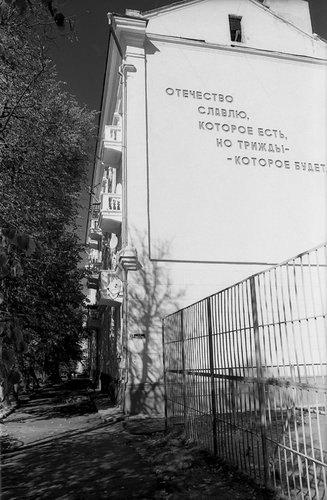 ОТЕЧЕСТВО
СЛАВЛЮ,
КОТОРОЕ ЕСТЬ,
НО ТРИЖДЫ-
-КОТОРОЕ БУДЕТ.